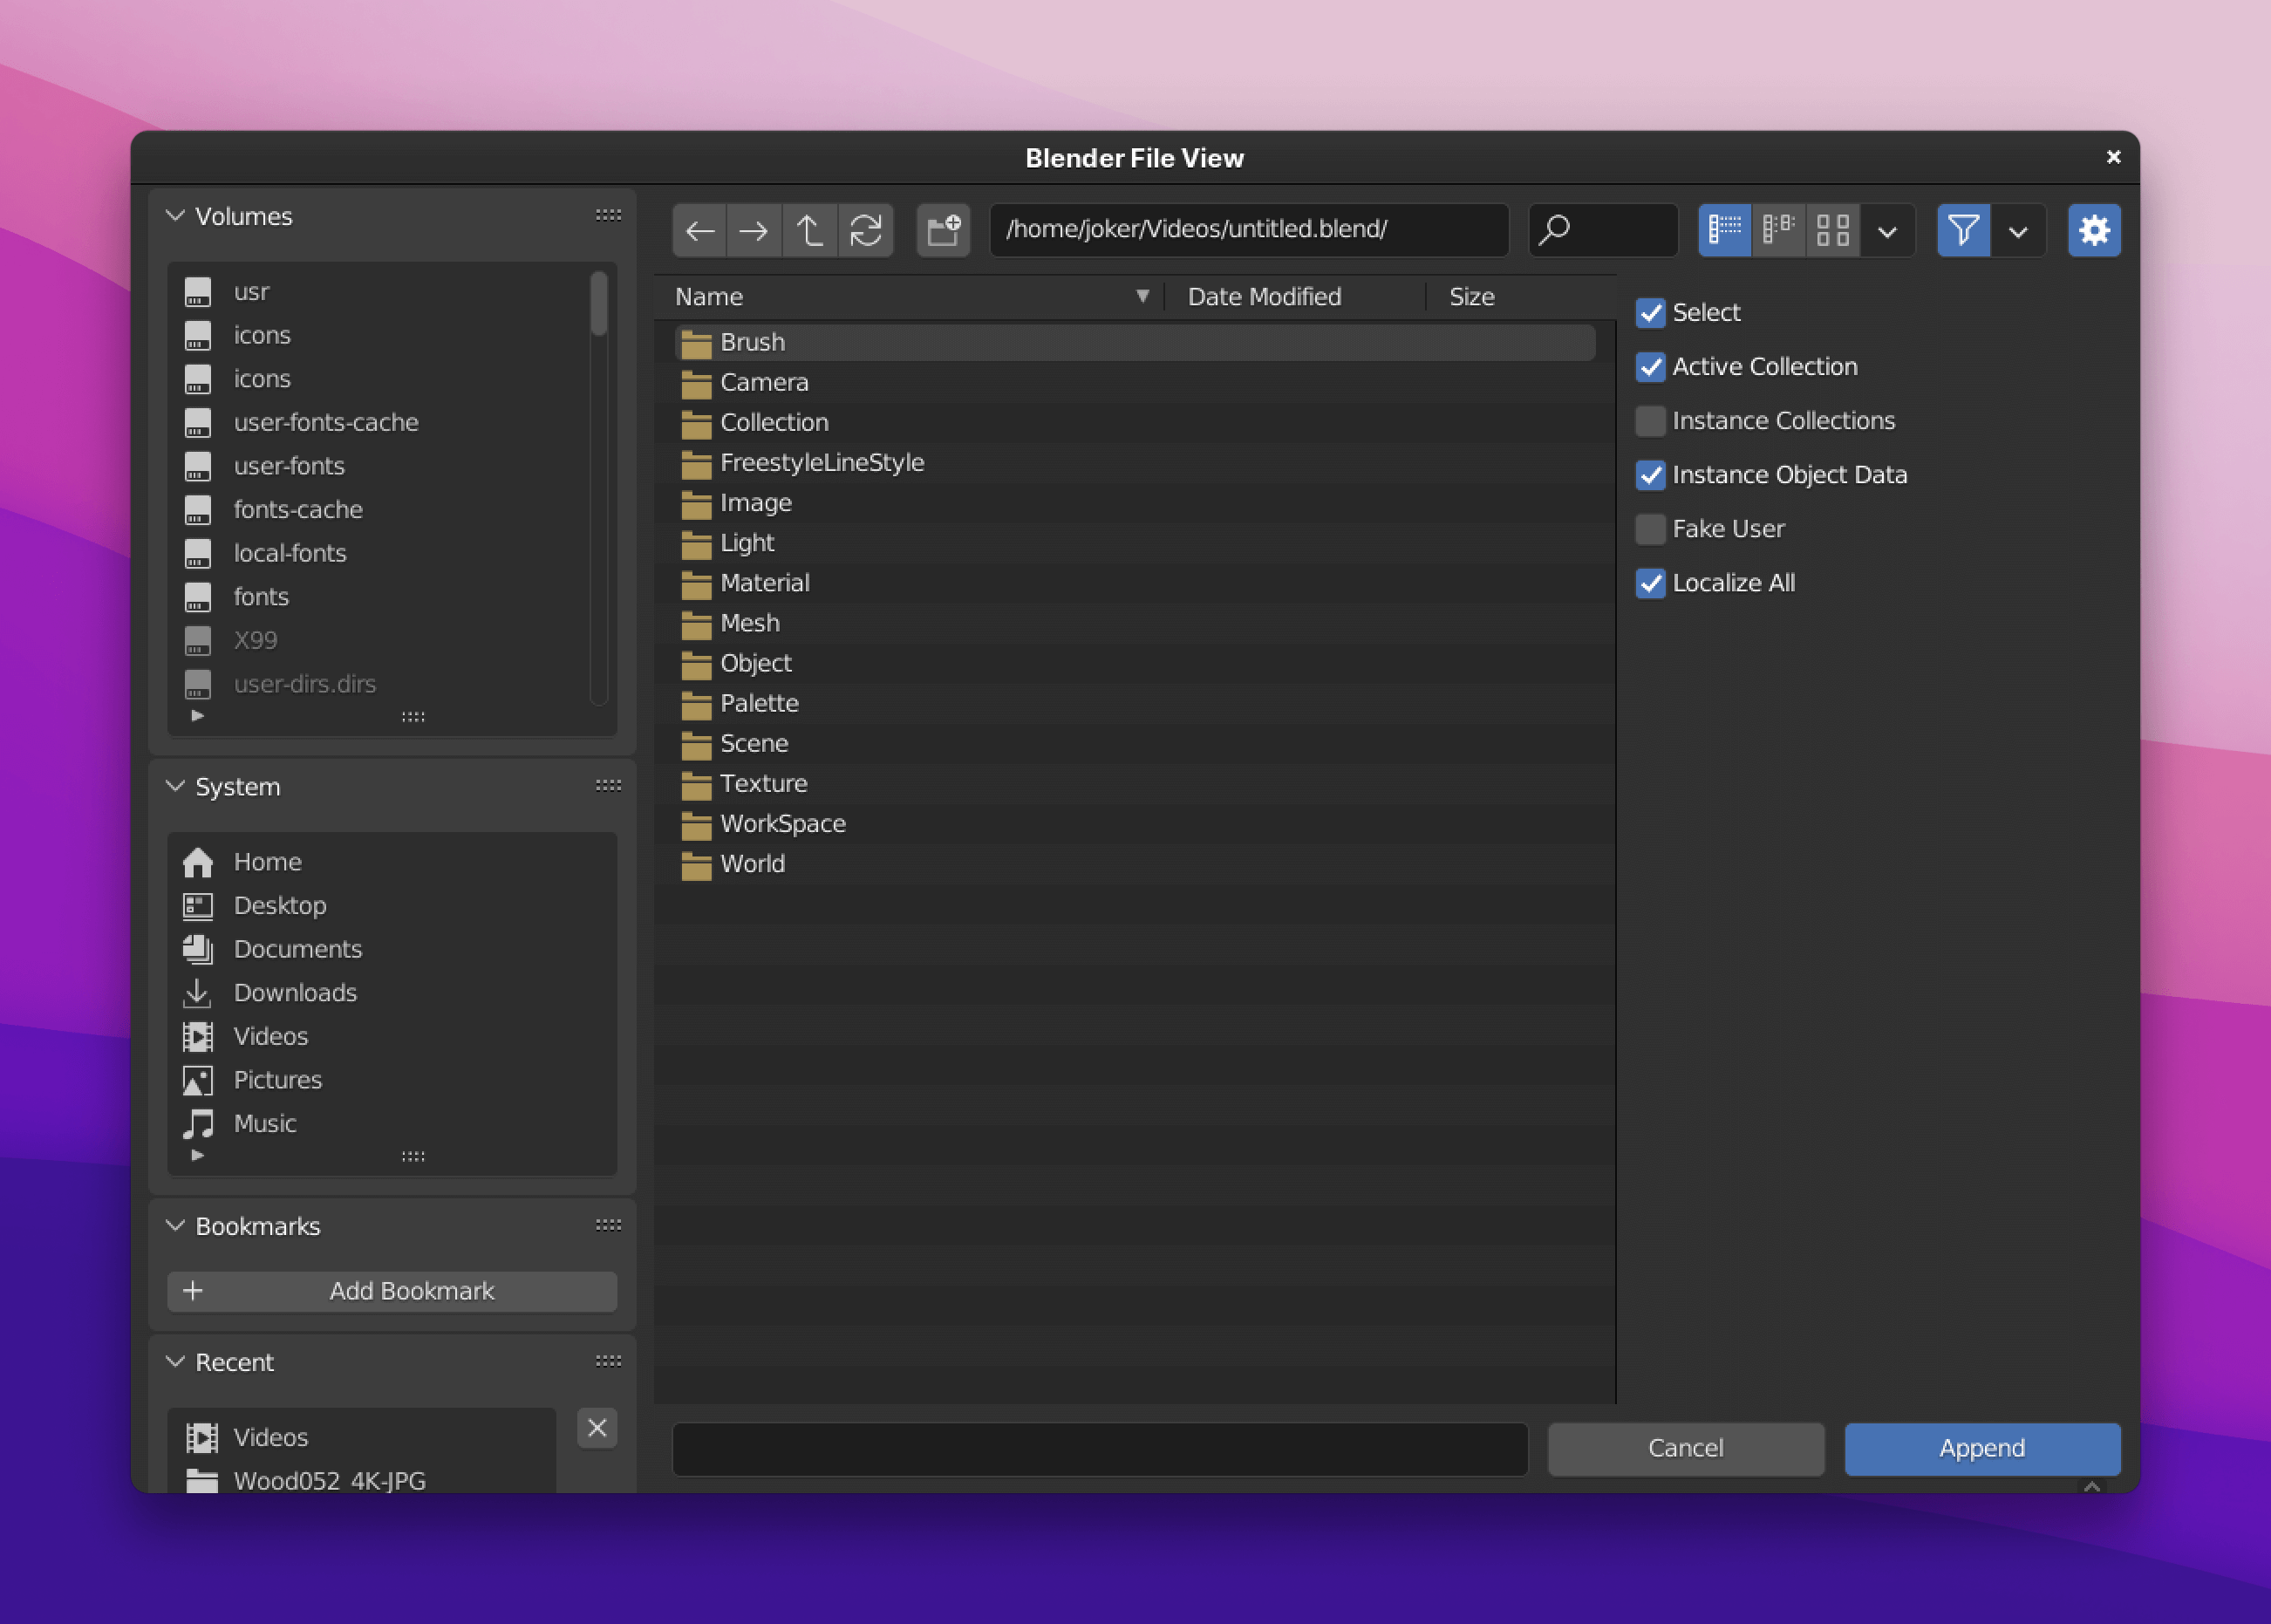 Blender File View
Volumes
usr
icons
icons
user-fonts-cache
user-fonts
fonts-cache
local-fonts
fonts
X99
user-dirs.dirs
System
Home
Desktop
Documents
Downloads
Videos
Pictures
Music
Bookmarks
Add Bookmark
Recent
Videos
Wood052_4K-JPG
/home/joker/Videos/untitled.blend/
Name Date Modified Size
Brush
Camera
Collection
FreestyleLineStyle
Image
Light
Material
Mesh
Object
Palette
Scene
Texture
WorkSpace
World
Select
Active Collection
Instance Collections
Instance Object Data
Fake User
Localize All
Cancel
Append